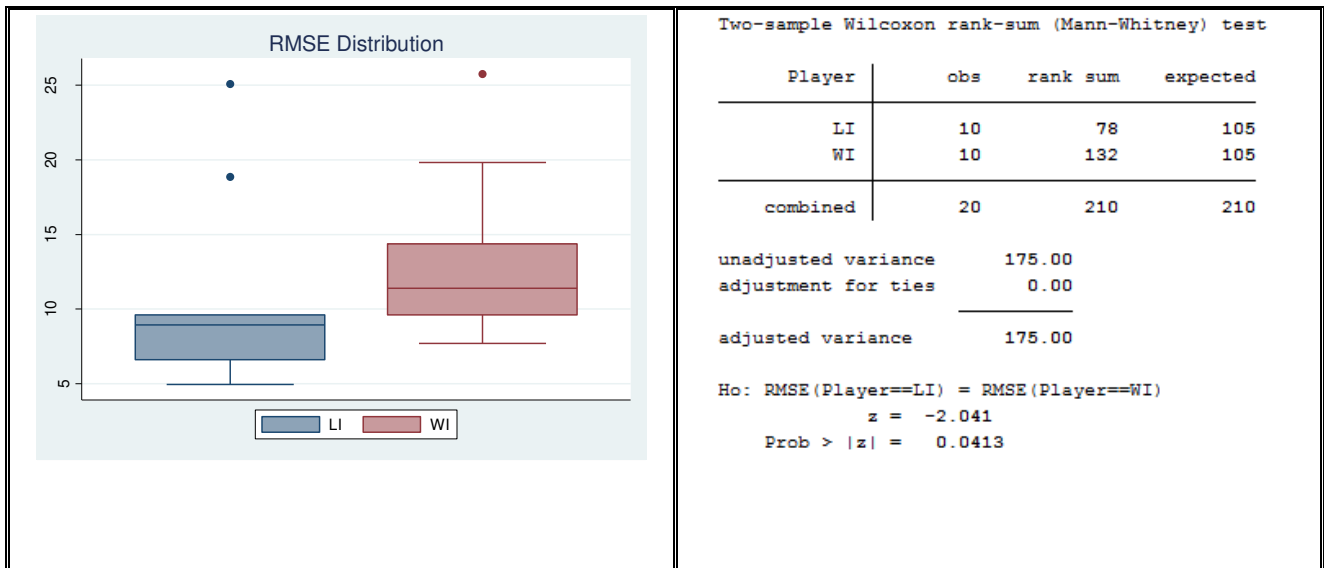 RMSE Distribution
25
20
15
10
5
LI WI
Two-sample Wilcoxon rank-sum (Mann-Whitney) test
Player obs rank sum expected
LI 10 78 105
WI 10 132 105
combined 20 210 210
unadjusted variance 175.00
adjustment for ties 0.00
adjusted variance 175.00
Ho: RMSE(Player==LI) = RMSE(Player==WI)
z = -2.041
Prob > |z| = 0.0413